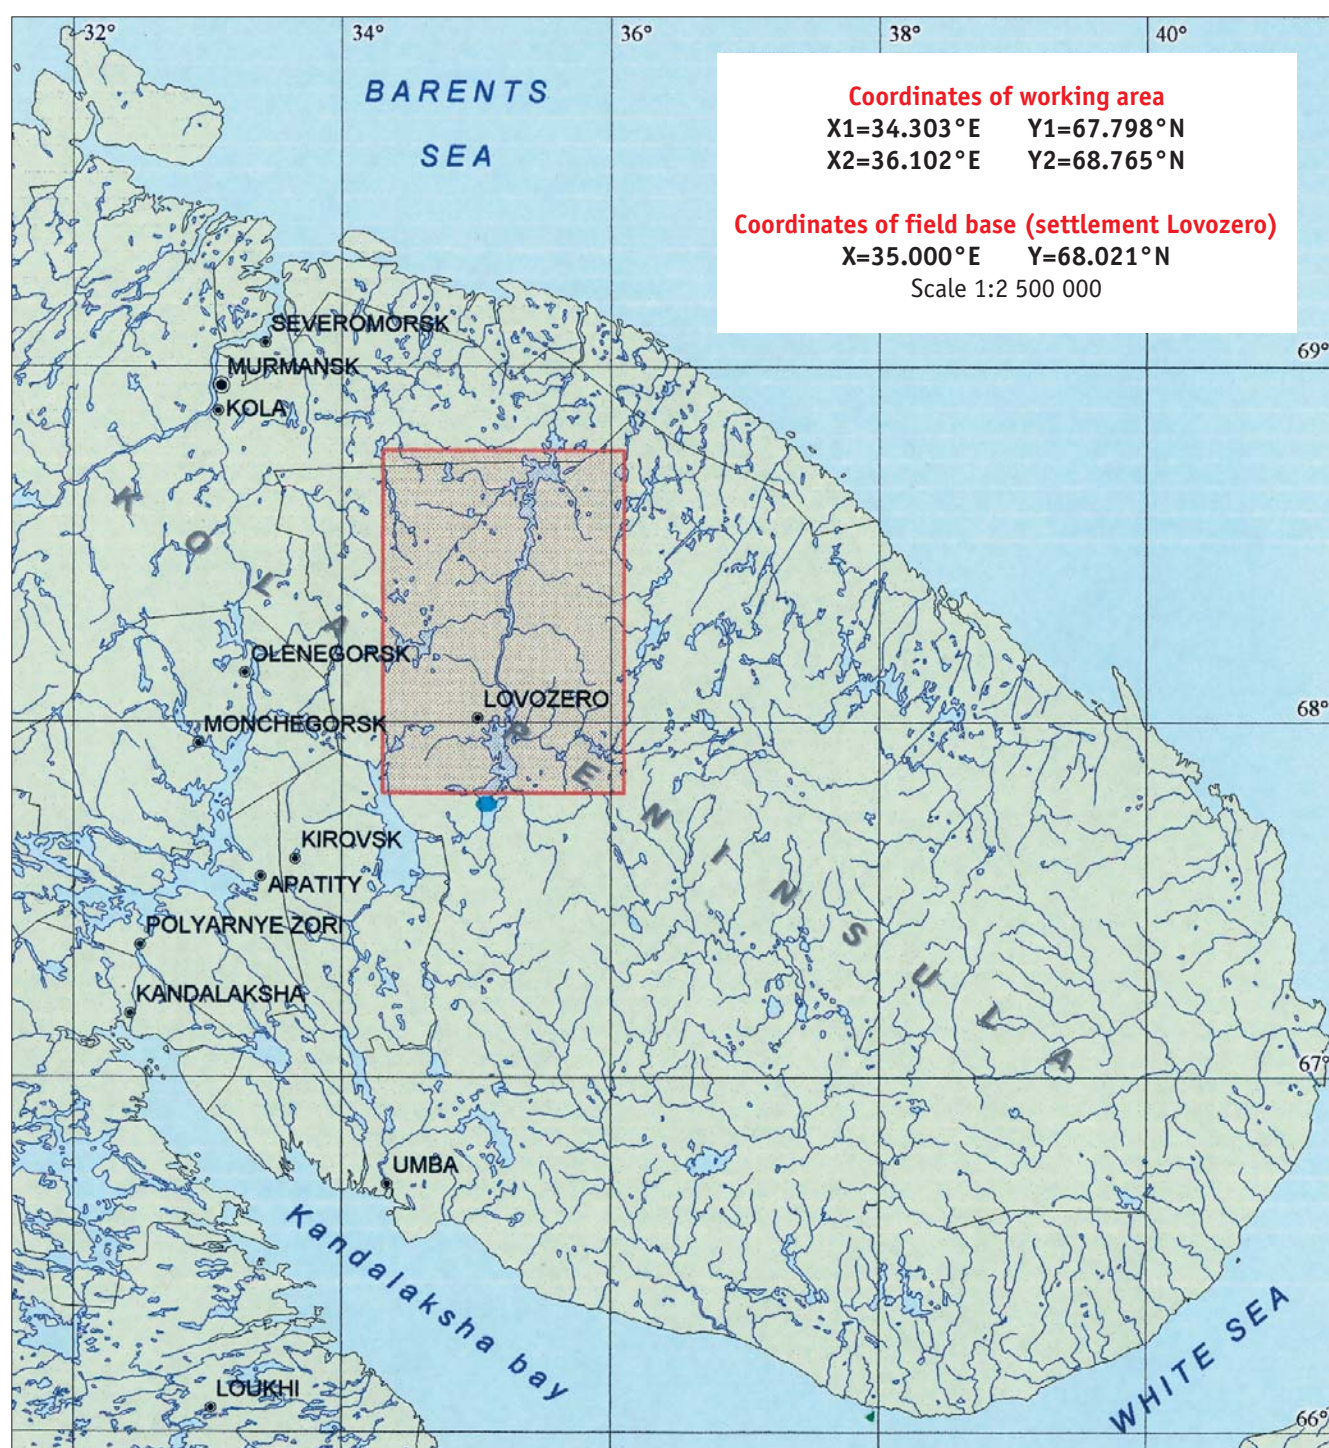 32° 34° 36° 38° 40°
BARENTS
SEA
Coordinates of working area
X1=34.303°E Y1=67.798°N
X2=36.102°E Y2=68.765°N
Coordinates of field base (settlement Lovozero)
X=35.000°E Y=68.021°N
Scale 1:2 500 000
SEVEROMORSK
69°
MURMANSK
KOLA
KOLA PENINSULA
OLENEGORSK
LOVOZERO
68°
MONCHEGORSK
KIROVSK
APATITY
POLYARNYE ZORI
KANDALAKSHA
67°
UMBA
Kandalaksha bay
WHITE SEA
LOUKHI
66°